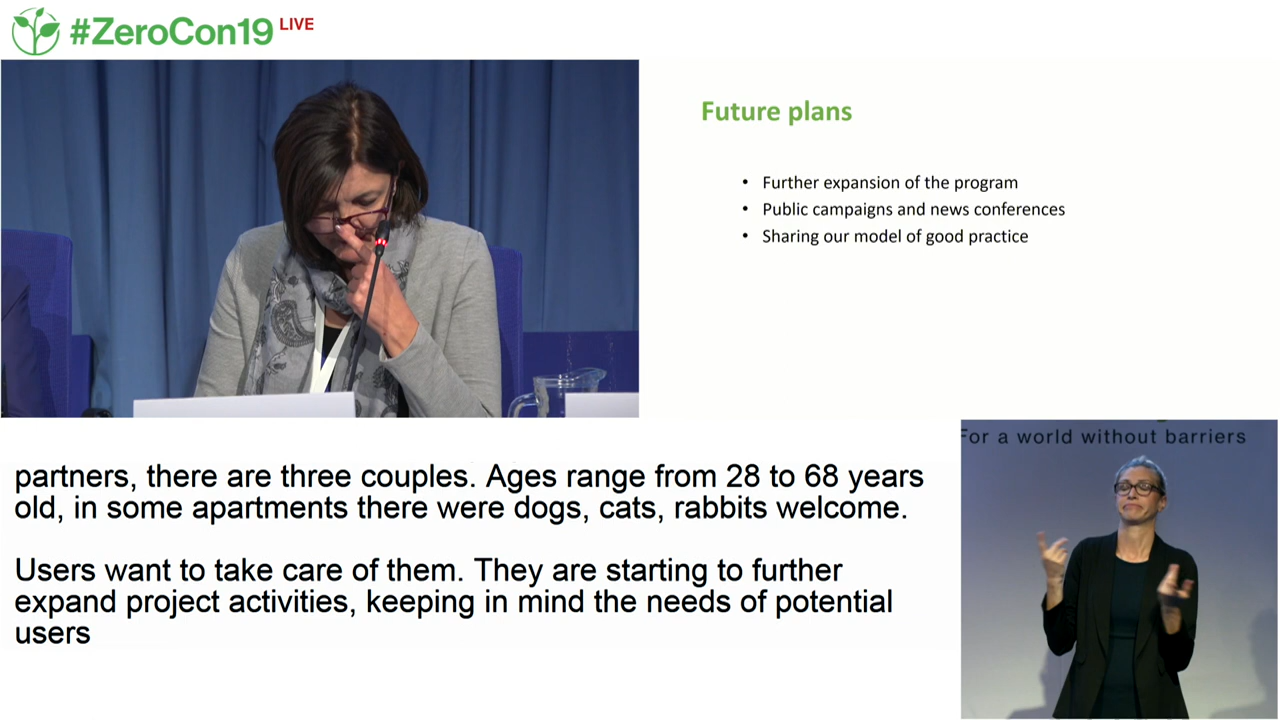 #ZeroCon19 LIVE
Future plans
• Further expansion of the program
• Public campaigns and news conferences
• Sharing our model of good practice
For a world without barriers
partners, there are three couples. Ages range from 28 to 68 years
old, in some apartments there were dogs, cats, rabbits welcome.
Users want to take care of them. They are starting to further
expand project activities, keeping in mind the needs of potential
users